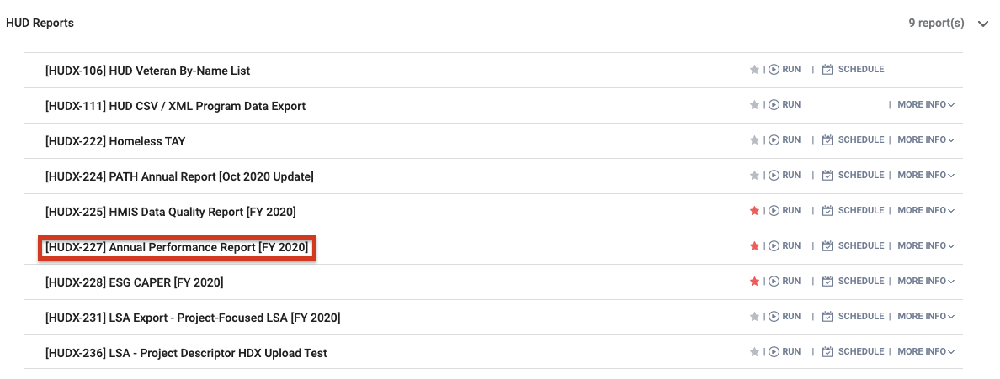 HUD Reports 9 report(s)
[HUDX-106] HUD Veteran By-Name List | RUN | SCHEDULE
[HUDX-111] HUD CSV / XML Program Data Export | RUN | MORE INFO
[HUDX-222] Homeless TAY | RUN | SCHEDULE | MORE INFO
[HUDX-224] PATH Annual Report [Oct 2020 Update] | RUN | SCHEDULE | MORE INFO
[HUDX-225] HMIS Data Quality Report [FY 2020] | RUN | SCHEDULE | MORE INFO
[HUDX-227] Annual Performance Report [FY 2020] | RUN | SCHEDULE | MORE INFO
[HUDX-228] ESG CAPER [FY 2020] | RUN | SCHEDULE | MORE INFO
[HUDX-231] LSA Export - Project-Focused LSA [FY 2020] | RUN | SCHEDULE | MORE INFO
[HUDX-236] LSA - Project Descriptor HDX Upload Test | RUN | SCHEDULE | MORE INFO